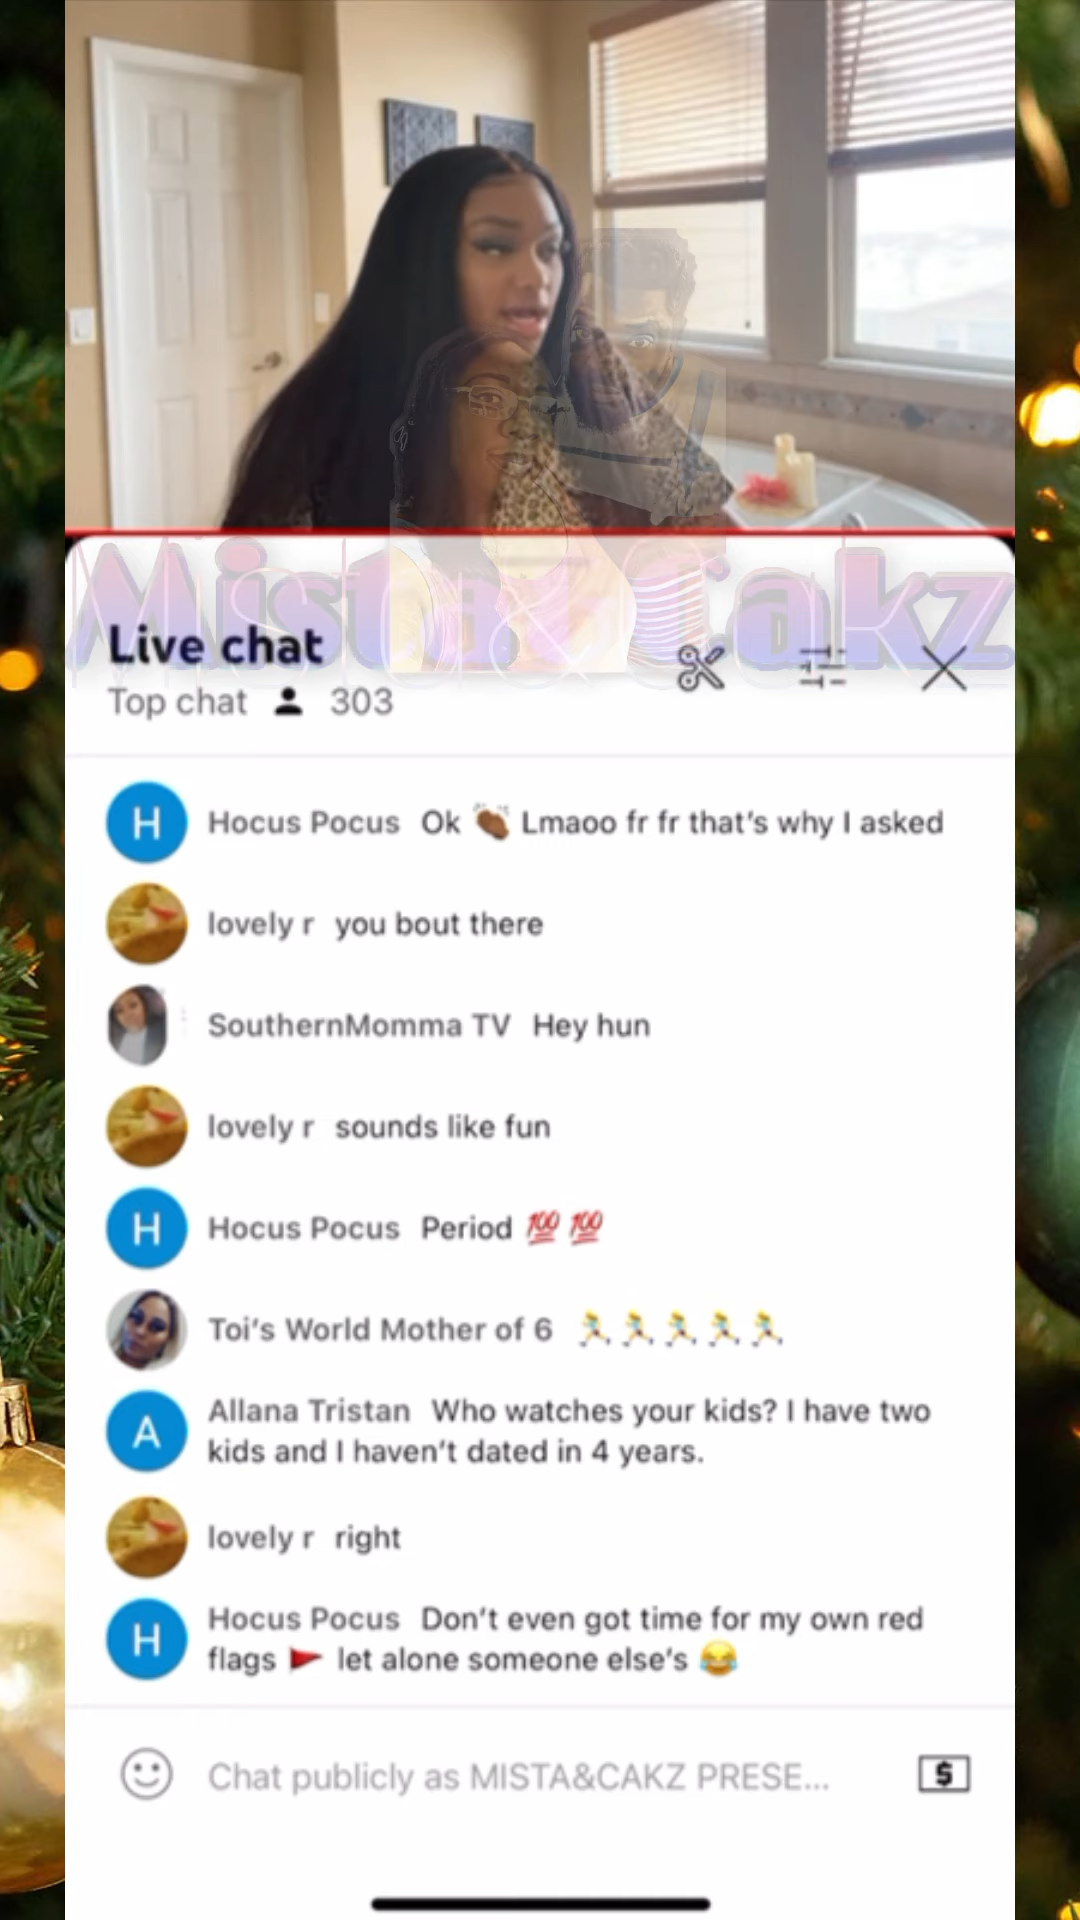 Mista & Cakz
Live chat
Top chat 303
H Hocus Pocus Ok 👏🏾 Lmaoo fr fr that's why I asked
lovely r you bout there
SouthernMomma TV Hey hun
lovely r sounds like fun
H Hocus Pocus Period 💯 💯
Toi's World Mother of 6 🏃‍♀️🏃‍♀️🏃‍♀️🏃‍♀️🏃‍♀️
A Allana Tristan Who watches your kids? I have two
kids and I haven't dated in 4 years.
lovely r right
H Hocus Pocus Don't even got time for my own red
flags 🚩 let alone someone else's 😂
Chat publicly as MISTA&CAKZ PRESE... $